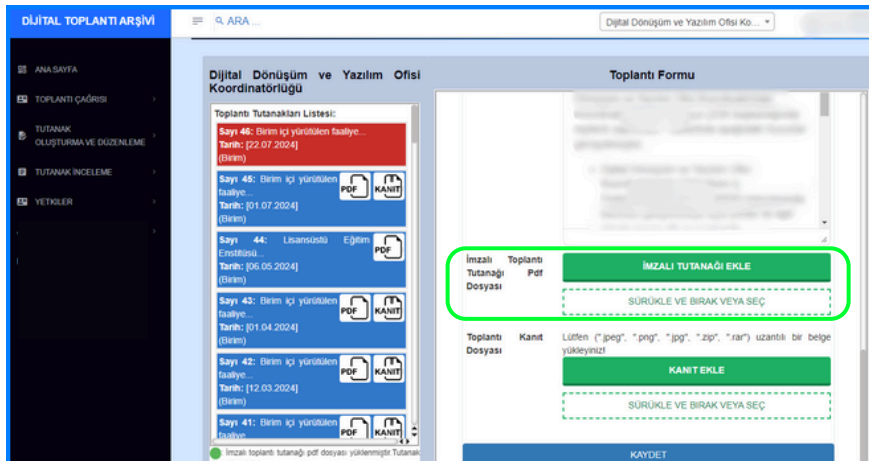 DİJİTAL TOPLANTI ARŞİVİ
ARA ...
Dijital Dönüşüm ve Yazılım Ofisi Ko...
ANA SAYFA
TOPLANTI ÇAĞRISI
TUTANAK
OLUŞTURMA VE DÜZENLEME
TUTANAK İNCELEME
YETKİLER
Dijital Dönüşüm ve Yazılım Ofisi
Koordinatörlüğü
Toplantı Tutanakları Listesi:
Sayı 46: Birim içi yürütülen faaliye...
Tarih: [22.07.2024]
(Birim)
Sayı 45: Birim içi yürütülen
faaliye...
Tarih: [01.07.2024]
(Birim)
PDF
KANIT
Sayı 44: Lisansüstü Eğitim
Enstitüsü...
Tarih: [06.05.2024]
(Birim)
PDF
Sayı 43: Birim içi yürütülen
faaliye...
Tarih: [01.04.2024]
(Birim)
PDF
KANIT
Sayı 42: Birim içi yürütülen
faaliye...
Tarih: [12.03.2024]
(Birim)
PDF
KANIT
Sayı 41: Birim içi yürütülen
faaliye...
PDF
KANIT
İmzalı toplantı tutanağı pdf dosyası yüklenmiştir.Tutanak
Toplantı Formu
İmzalı Toplantı
Tutanağı Pdf
Dosyası
İMZALI TUTANAĞI EKLE
SÜRÜKLE VE BIRAK VEYA SEÇ
Toplantı Kanıt
Dosyası
Lütfen (".jpeg", ".png", ".jpg", ".zip", ".rar") uzantılı bir belge
yükleyiniz!
KANIT EKLE
SÜRÜKLE VE BIRAK VEYA SEÇ
KAYDET